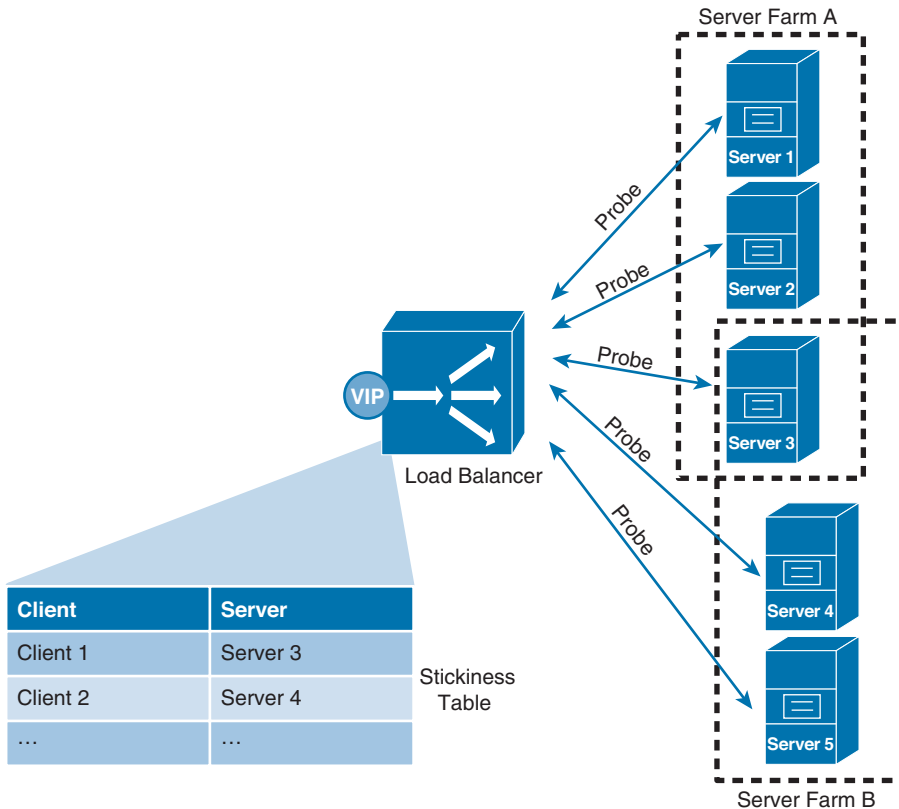 Server Farm A
Server 1
Probe
Server 2
Probe
Probe
Server 3
VIP
Load Balancer
Probe
Probe
Server 4
Server 5
Server Farm B
Client Server
Client 1 Server 3
Client 2 Server 4
… …
Stickiness
Table